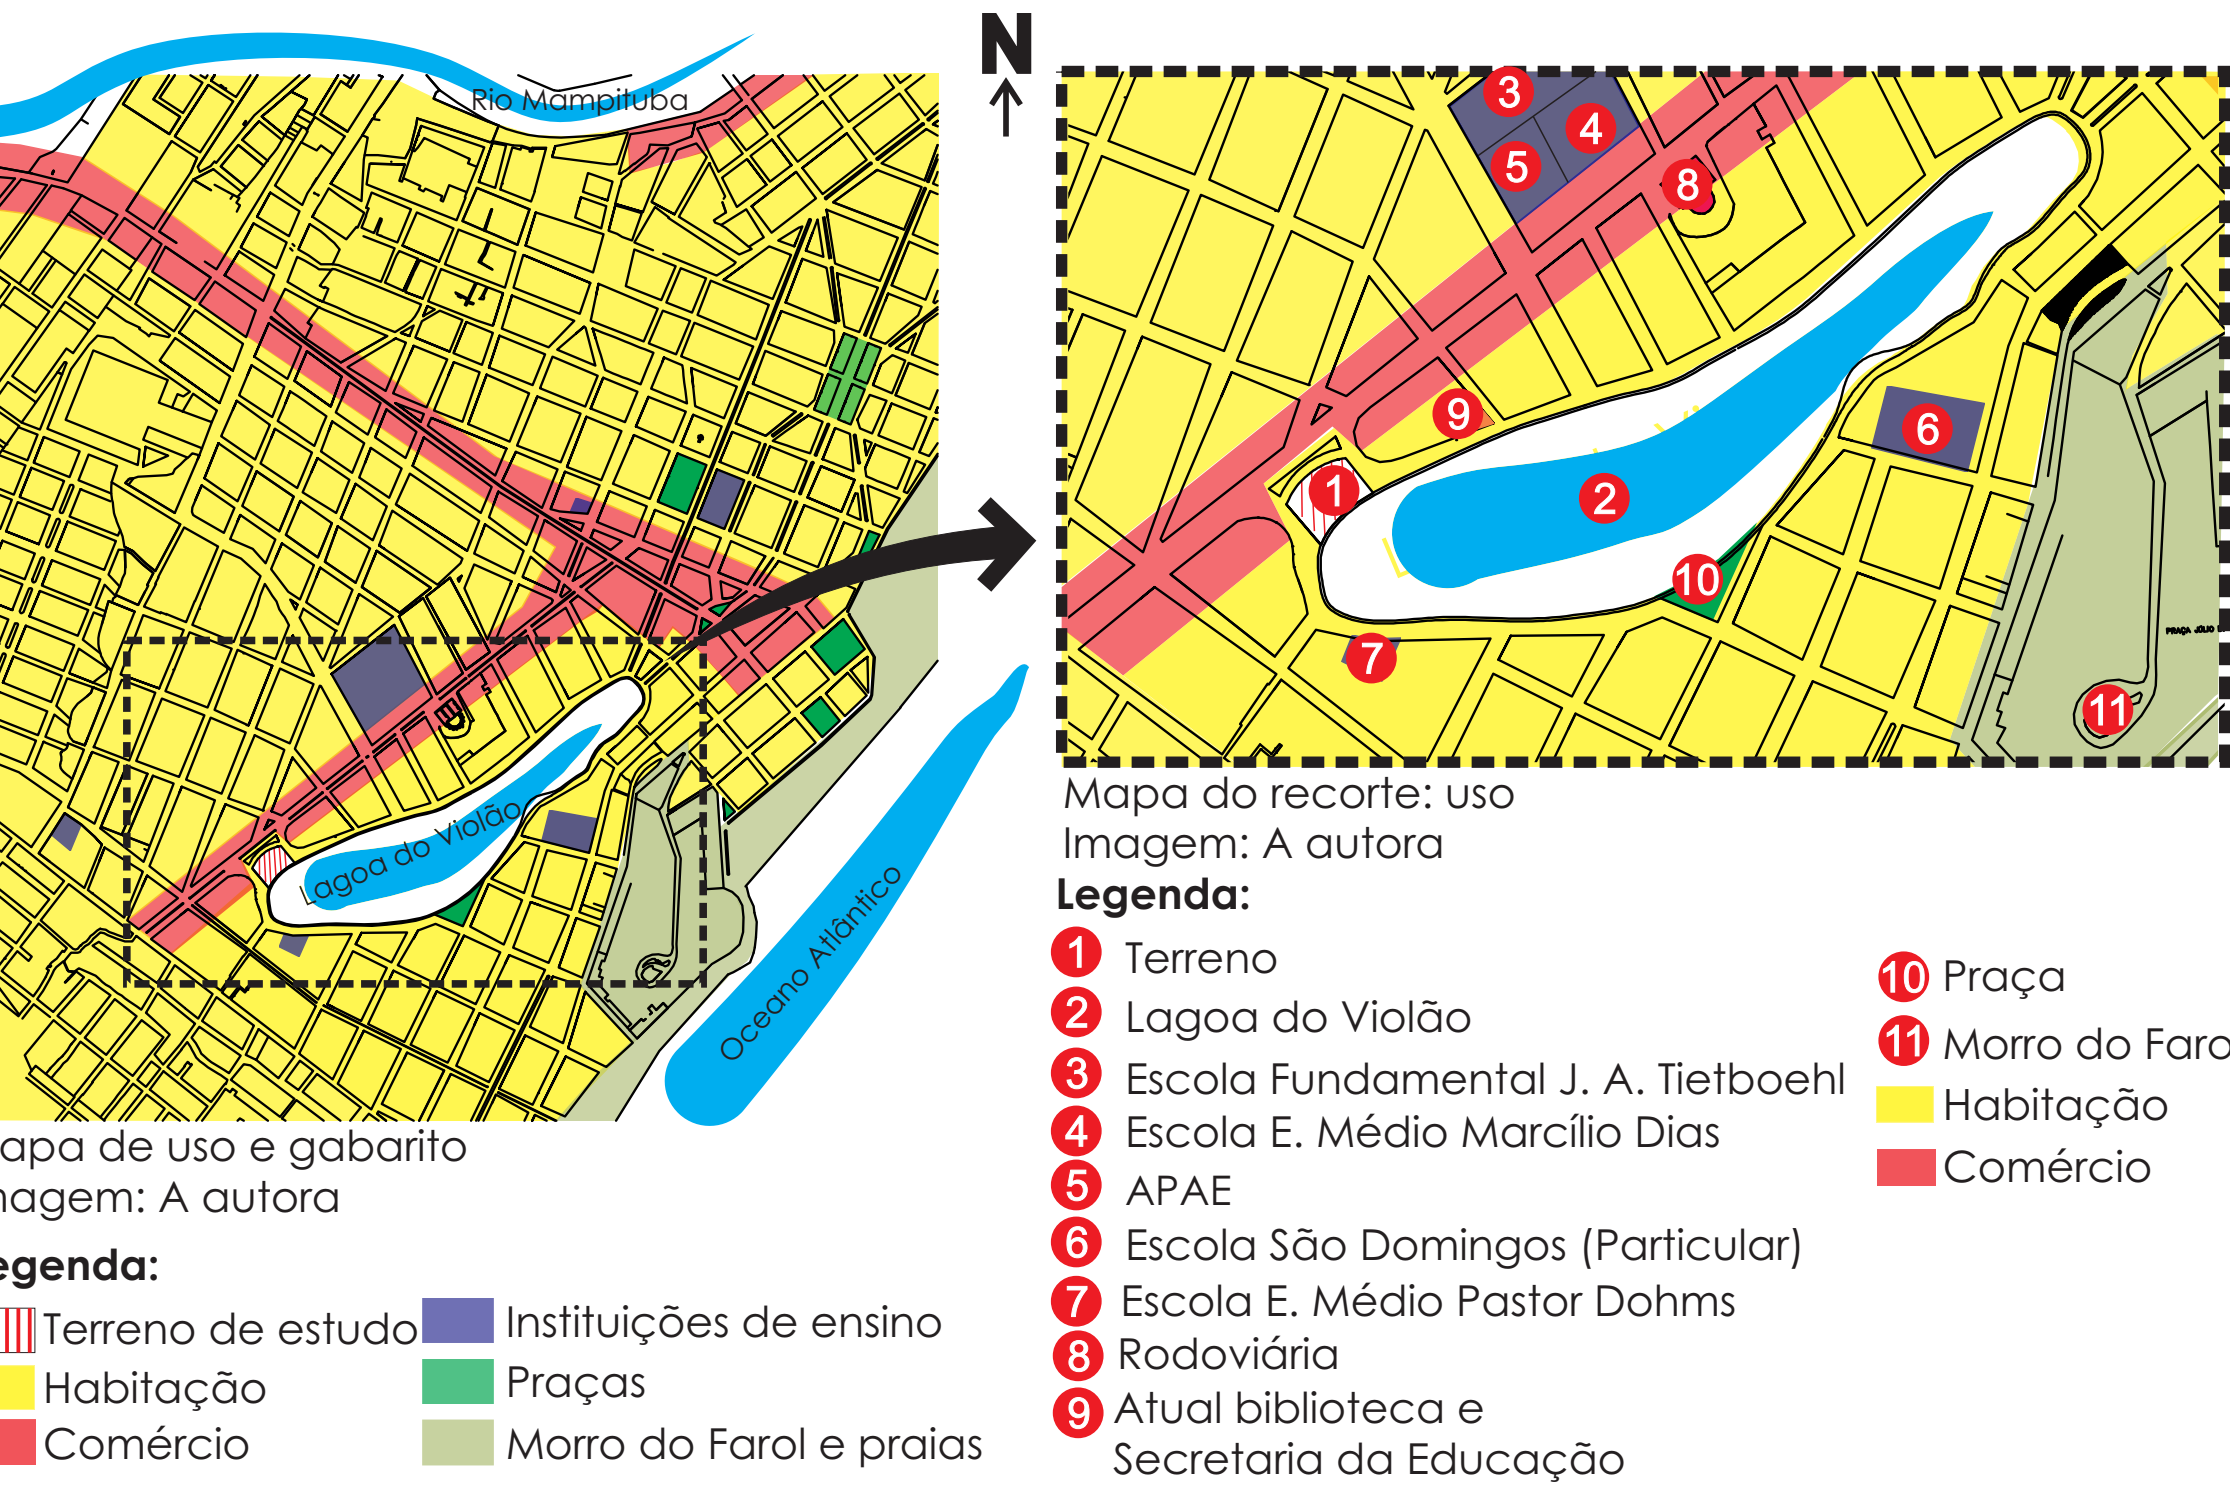 Rio Mampituba
N
Lagoa do Violão
Oceano Atlântico
apa de uso e gabarito
magem: A autora
egenda:
Terreno de estudo
Habitação
Comércio
Instituições de ensino
Praças
Morro do Farol e praias
3
4
5
8
9
1
2
6
10
7
11
PRAÇA JÚLIO
Mapa do recorte: uso
Imagem: A autora
Legenda:
1 Terreno
2 Lagoa do Violão
3 Escola Fundamental J. A. Tietboehl
4 Escola E. Médio Marcílio Dias
5 APAE
6 Escola São Domingos (Particular)
7 Escola E. Médio Pastor Dohms
8 Rodoviária
9 Atual biblioteca e
Secretaria da Educação
10 Praça
11 Morro do Faro
Habitação
Comércio